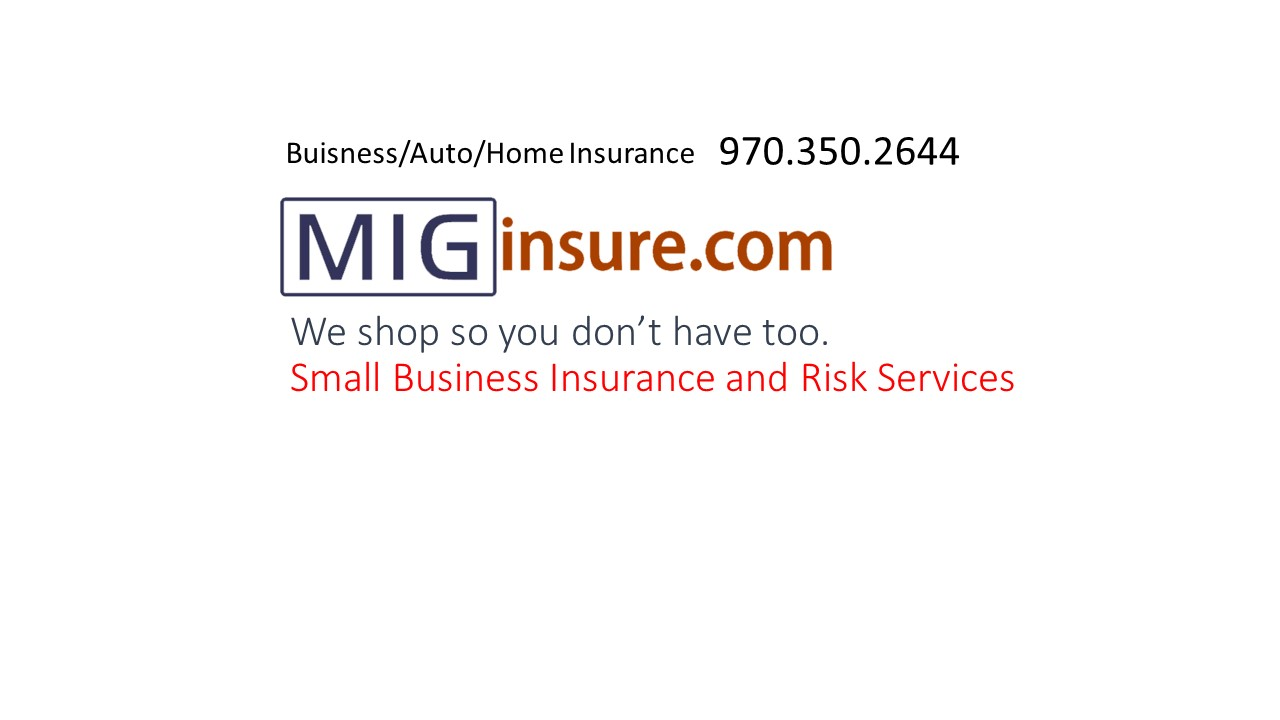 Buisness/Auto/Home Insurance 970.350.2644
MIGinsure.com
We shop so you don’t have too.
Small Business Insurance and Risk Services